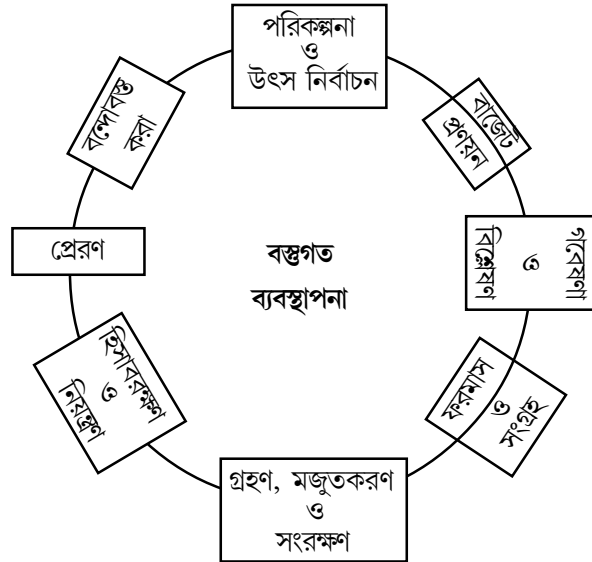 পরিকল্পনা
ও
উৎস নির্বাচন
বাজেট
প্রণয়ন
গবেষণা
ও
বিশ্লেষণ
ফরমাস
ও
সংগ্রহ
গ্রহণ, মজুতকরণ
ও
সংরক্ষণ
হিসাবরক্ষণ
ও
নিয়ন্ত্রণ
প্রেরণ
বন্দোবস্ত
করা
বস্তুগত
ব্যবস্থাপনা